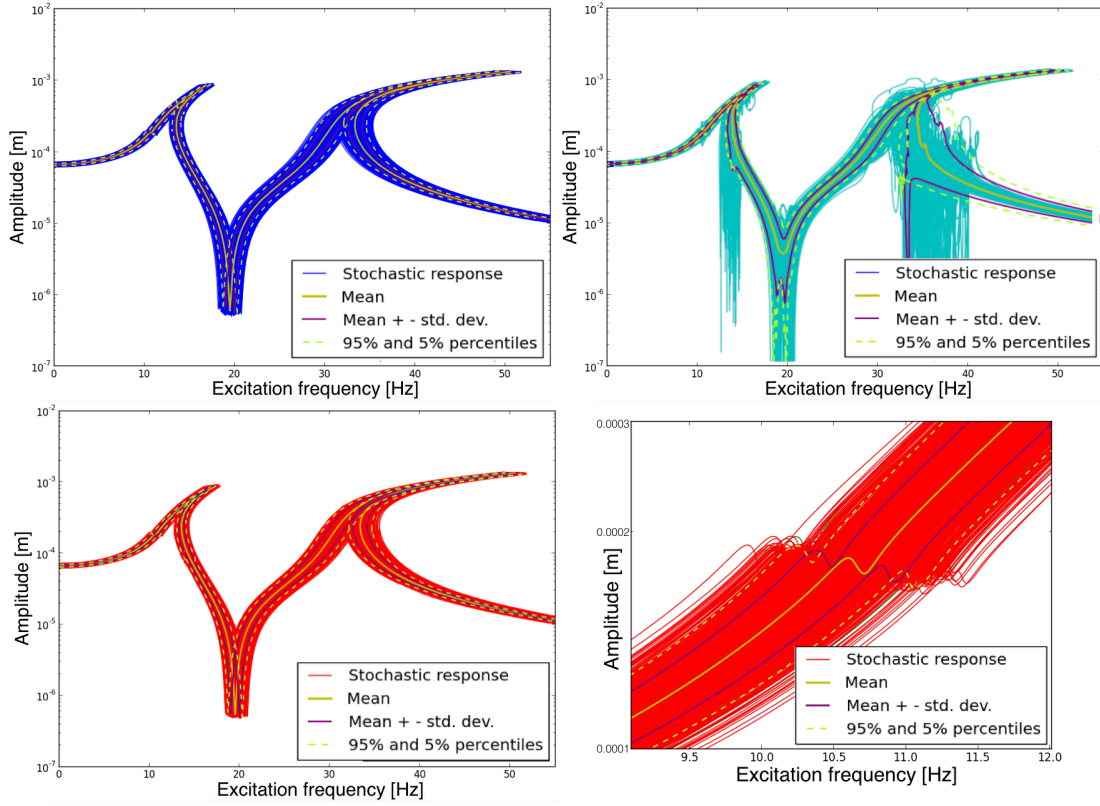 10⁻²
10⁻³
10⁻⁴
10⁻⁵
10⁻⁶
10⁻⁷
Amplitude [m]
0 10 20 30 40 50
Excitation frequency [Hz]
Stochastic response
Mean
Mean + - std. dev.
95% and 5% percentiles
10⁻²
10⁻³
10⁻⁴
10⁻⁵
10⁻⁶
10⁻⁷
Amplitude [m]
0 10 20 30 40 50
Excitation frequency [Hz]
Stochastic response
Mean
Mean + - std. dev.
95% and 5% percentiles
10⁻²
10⁻³
10⁻⁴
10⁻⁵
10⁻⁶
10⁻⁷
Amplitude [m]
0 10 20 30 40 50
Excitation frequency [Hz]
Stochastic response
Mean
Mean + - std. dev.
95% and 5% percentiles
0.0003
0.0002
0.0001
Amplitude [m]
9.5 10.0 10.5 11.0 11.5 12.0
Excitation frequency [Hz]
Stochastic response
Mean
Mean + - std. dev.
95% and 5% percentiles